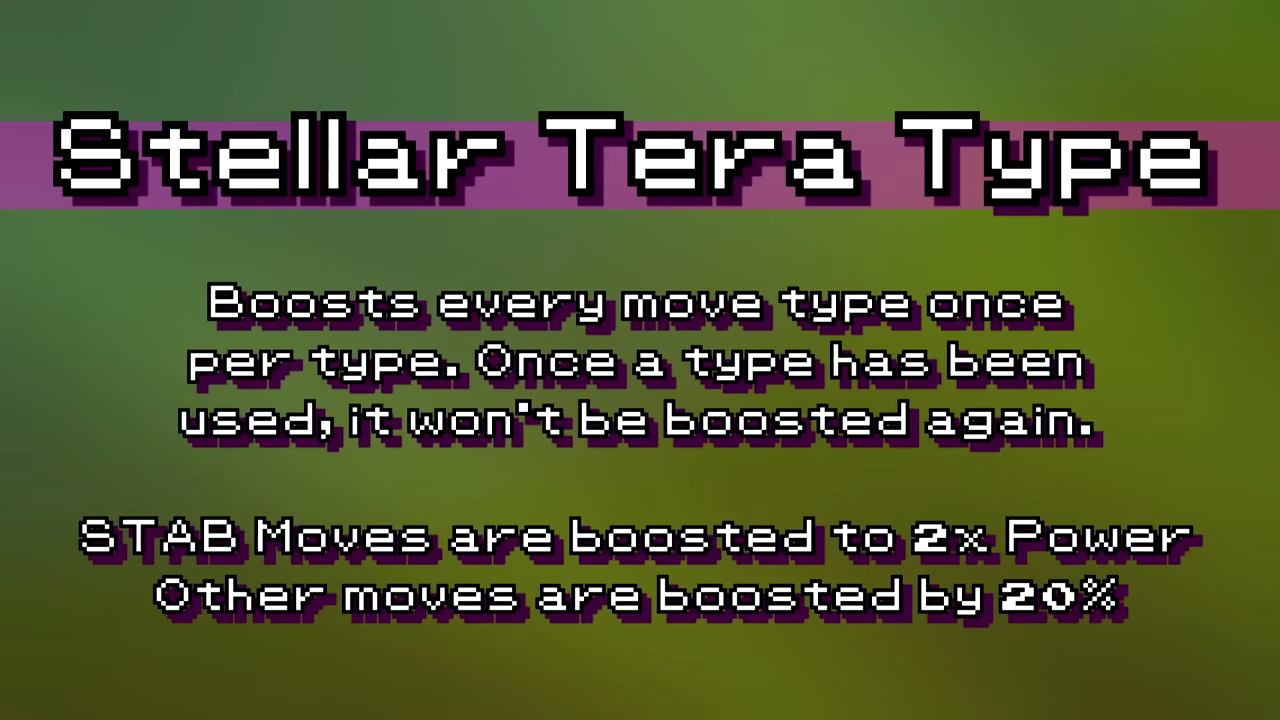 Stellar Tera Type
Boosts every move type once
per type. Once a type has been
used, it won't be boosted again.
STAB Moves are boosted to 2x Power
Other moves are boosted by 20%